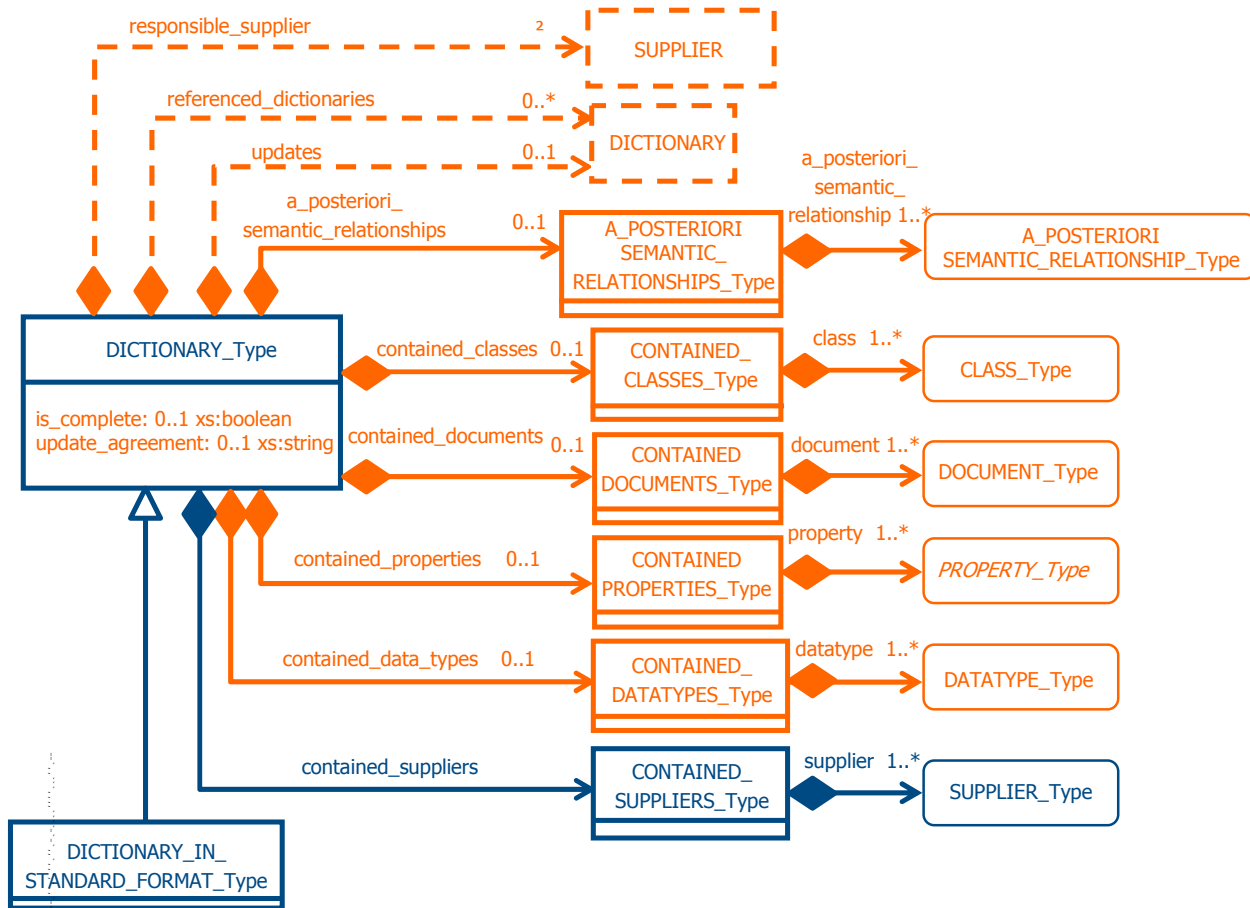 responsible_supplier
2
SUPPLIER
referenced_dictionaries
0..*
DICTIONARY
updates
0..1
a_posteriori_
semantic_
relationship 1..*
a_posteriori_
semantic_relationships
0..1
A_POSTERIORI
SEMANTIC_
RELATIONSHIPS_Type
A_POSTERIORI
SEMANTIC_RELATIONSHIP_Type
DICTIONARY_Type
is_complete: 0..1 xs:boolean
update_agreement: 0..1 xs:string
contained_classes 0..1
CONTAINED_
CLASSES_Type
class 1..*
CLASS_Type
contained_documents
0..1
CONTAINED
DOCUMENTS_Type
document 1..*
DOCUMENT_Type
contained_properties 0..1
CONTAINED
PROPERTIES_Type
property 1..*
PROPERTY_Type
contained_data_types 0..1
CONTAINED_
DATATYPES_Type
datatype 1..*
DATATYPE_Type
contained_suppliers
CONTAINED_
SUPPLIERS_Type
supplier 1..*
SUPPLIER_Type
DICTIONARY_IN_
STANDARD_FORMAT_Type